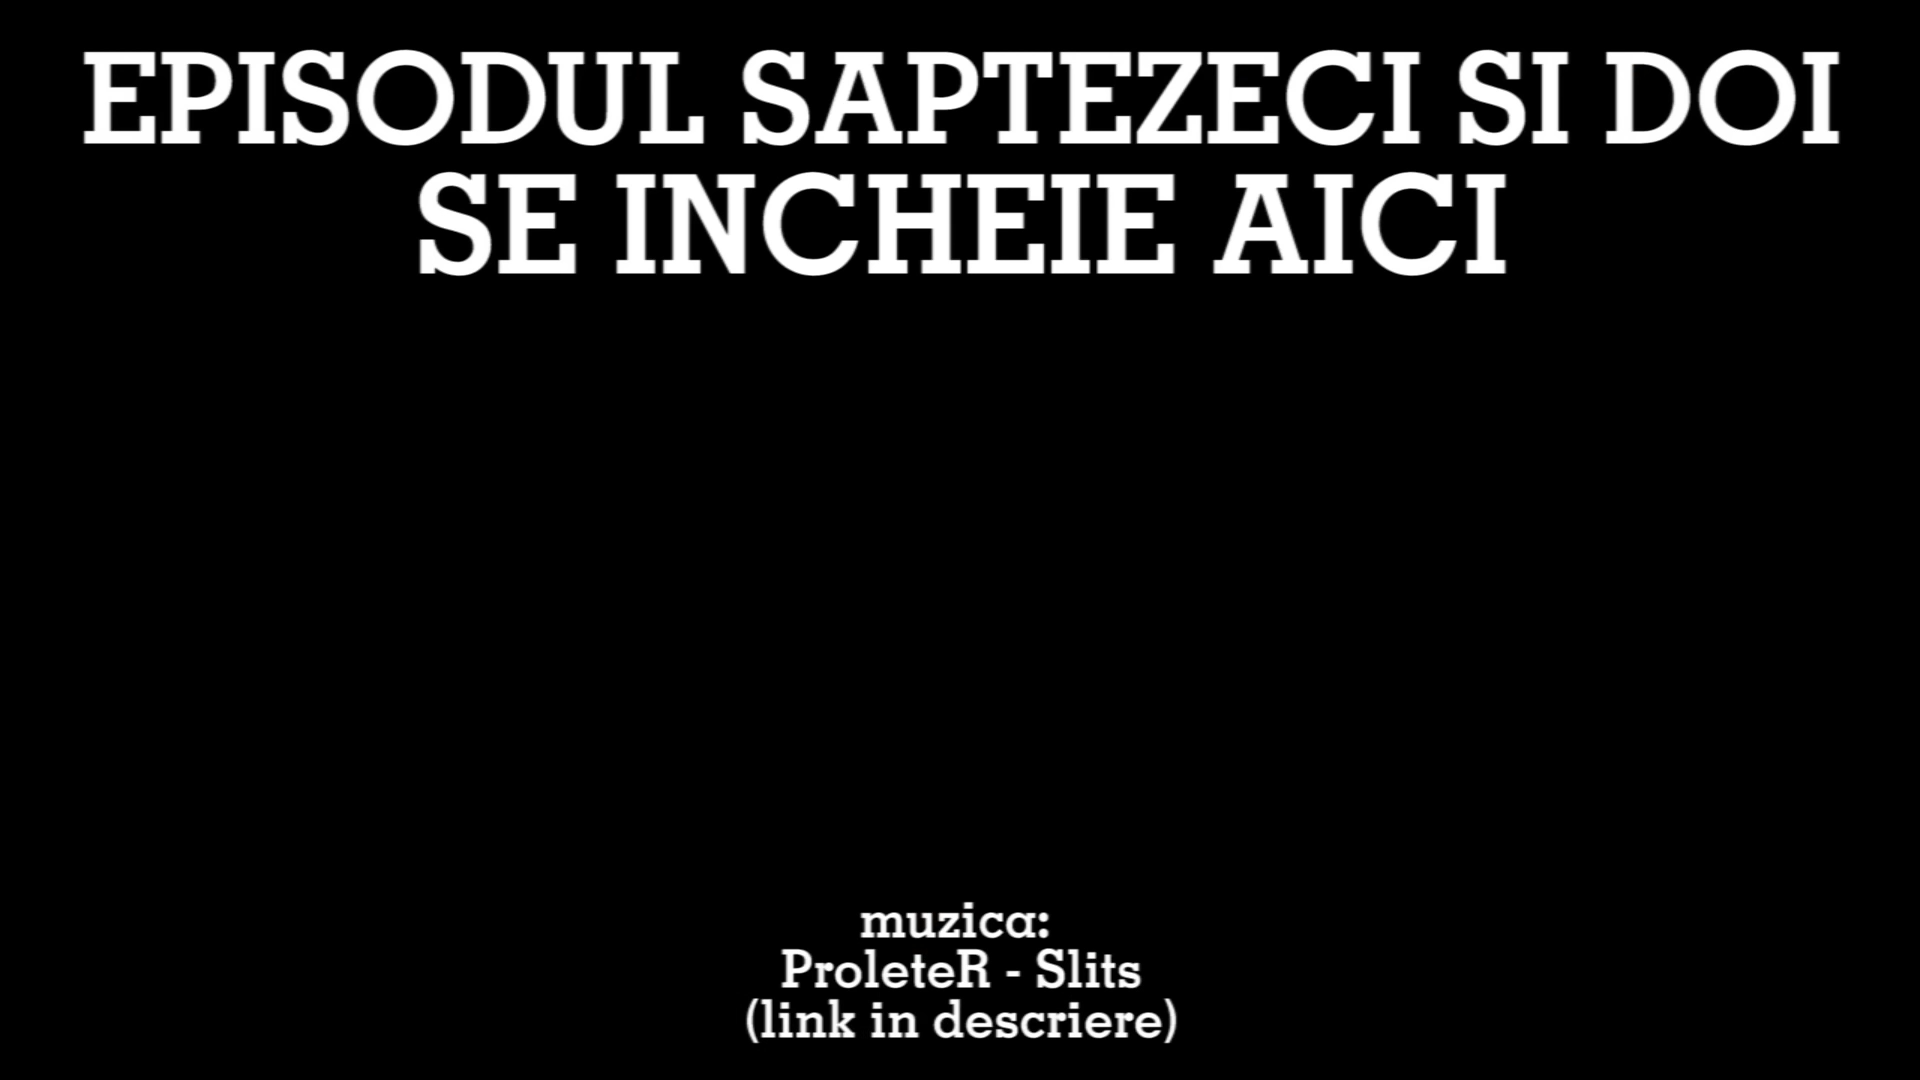 EPISODUL SAPTEZECI SI DOI
SE INCHEIE AICI
muzica:
ProleteR - Slits
(link in descriere)